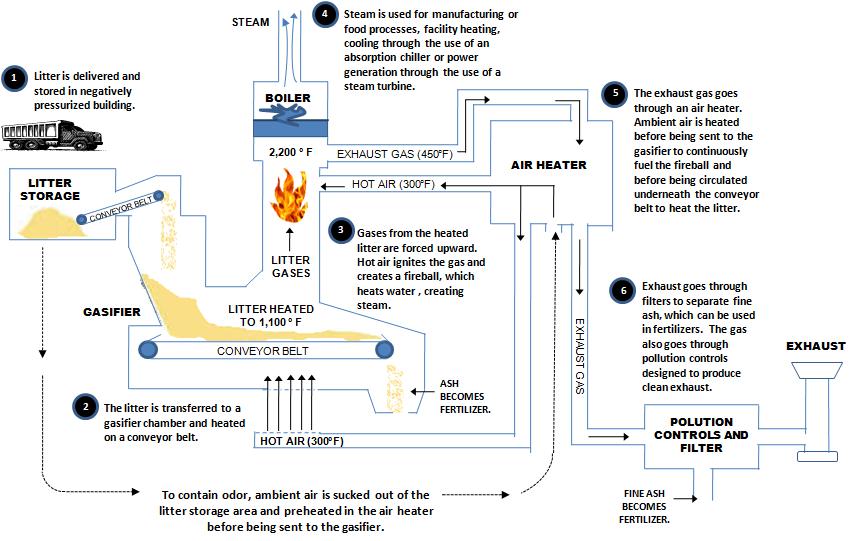 STEAM
4
Steam is used for manufacturing or
food processes, facility heating,
cooling through the use of an
absorption chiller or power
generation through the use of a
steam turbine.
1
Litter is delivered and
stored in negatively
pressurized building.
BOILER
2,200 ° F
EXHAUST GAS (450°F)
HOT AIR (300°F)
AIR HEATER
5
The exhaust gas goes
through an air heater.
Ambient air is heated
before being sent to the
gasifier to continuously
fuel the fireball and
before being circulated
underneath the conveyor
belt to heat the litter.
LITTER
STORAGE
CONVEYOR BELT
LITTER
GASES
3
Gases from the heated
litter are forced upward.
Hot air ignites the gas and
creates a fireball, which
heats water , creating
steam.
GASIFIER
LITTER HEATED
TO 1,100 ° F
CONVEYOR BELT
6
Exhaust goes through
filters to separate fine
ash, which can be used
in fertilizers. The gas
also goes through
pollution controls
designed to produce
clean exhaust.
EXHAUST GAS
EXHAUST
2
The litter is transferred to a
gasifier chamber and heated
on a conveyor belt.
HOT AIR (300°F)
ASH
BECOMES
FERTILIZER.
POLUTION
CONTROLS AND
FILTER
FINE ASH
BECOMES
FERTILIZER.
To contain odor, ambient air is sucked out of the
litter storage area and preheated in the air heater
before being sent to the gasifier.